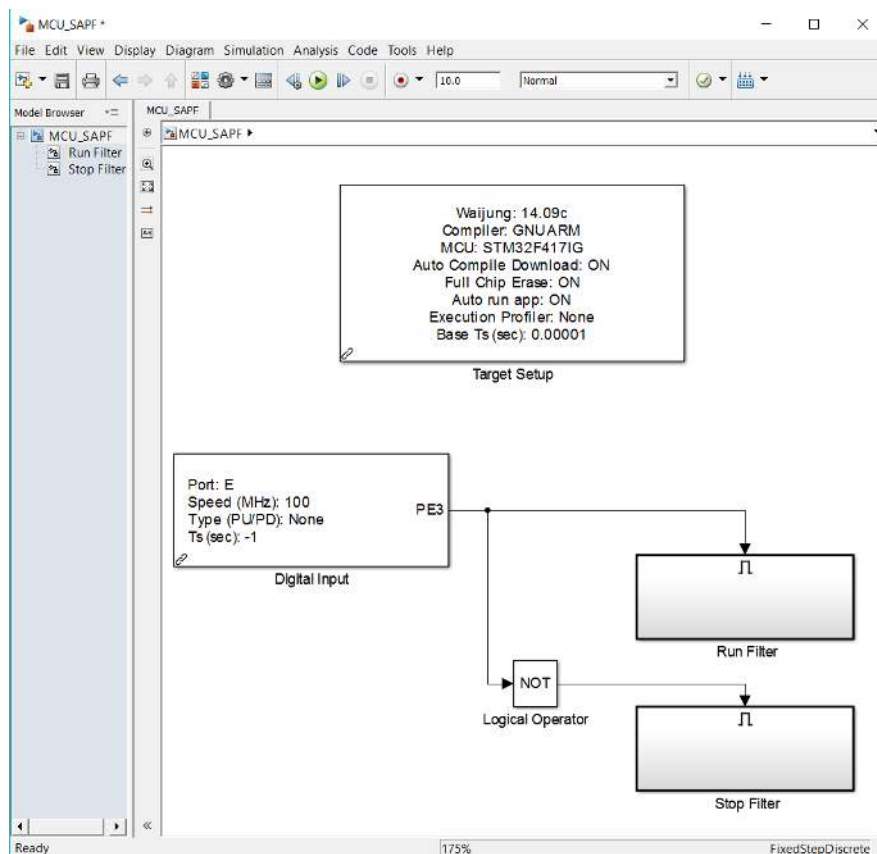 MCU_SAPF *
File Edit View Display Diagram Simulation Analysis Code Tools Help
10.0
Normal
Model Browser
MCU_SAPF
MCU_SAPF
MCU_SAPF
Run Filter
Stop Filter
Waijung: 14.09c
Compiler: GNUARM
MCU: STM32F417IG
Auto Compile Download: ON
Full Chip Erase: ON
Auto run app: ON
Execution Profiler: None
Base Ts (sec): 0.00001
Target Setup
Port: E
Speed (MHz): 100
Type (PU/PD): None
Ts (sec): -1
PE3
Digital Input
Run Filter
NOT
Logical Operator
Stop Filter
Ready
175%
FixedStepDiscrete